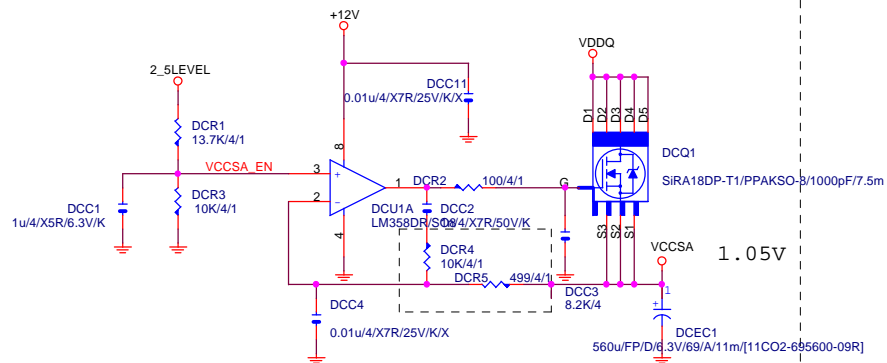 +12V
2_5LEVEL
VDDQ
DCC11
0.01u/4/X7R/25V/K/X
D1
D2
D3
D4
D5
DCR1
13.7K/4/1
8
DCQ1
VCCSA_EN
3
+
1
DCR2
100/4/1
G
SiRA18DP-T1/PPAKSO-8/1000pF/7.5m
2
−
DCR3
10K/4/1
DCC1
1u/4/X5R/6.3V/K
4
DCU1A
LM358DR/SO8
DCC2
1n/4/X7R/50V/K
S3
S2
S1
DCR4
10K/4/1
VCCSA
1.05V
DCR5
499/4/1
DCC3
8.2K/4
1
+
DCC4
0.01u/4/X7R/25V/K/X
DCEC1
560u/FP/D/6.3V/69/A/11m/[11CO2-695600-09R]